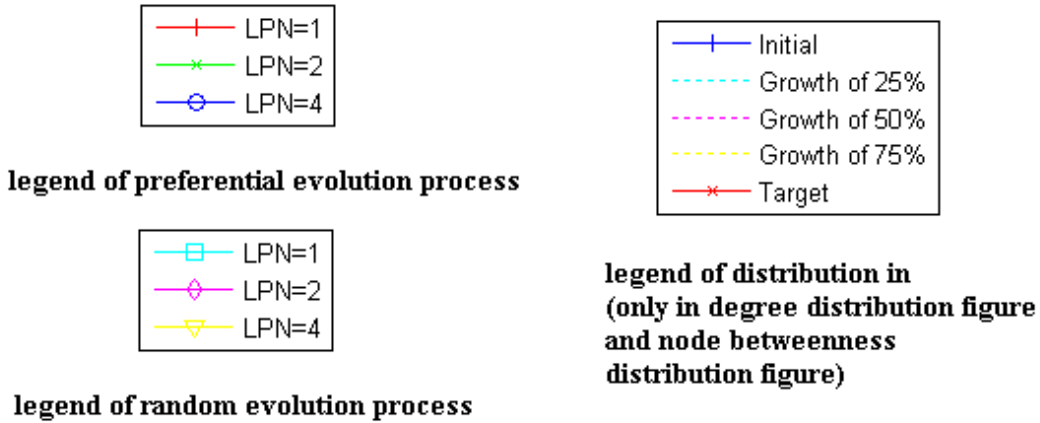 LPN=1
LPN=2
LPN=4
legend of preferential evolution process
LPN=1
LPN=2
LPN=4
legend of random evolution process
Initial
Growth of 25%
Growth of 50%
Growth of 75%
Target
legend of distribution in
(only in degree distribution figure
and node betweenness
distribution figure)